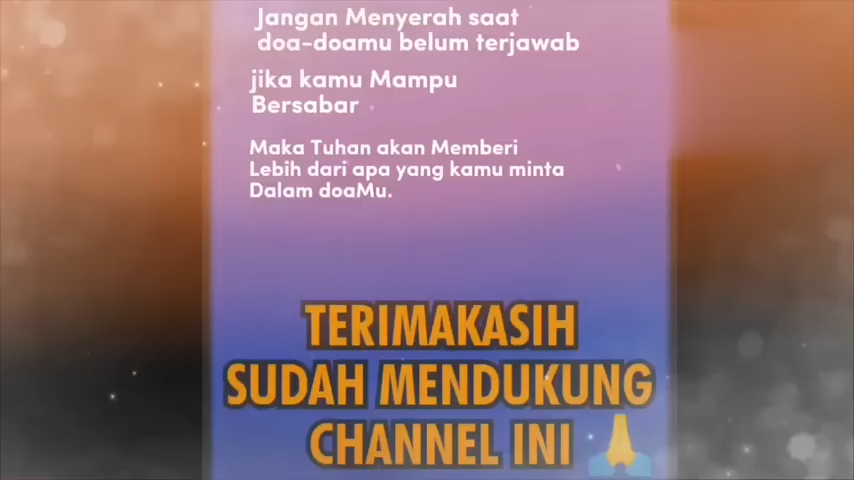 Jangan Menyerah saat
doa-doamu belum terjawab
jika kamu Mampu
Bersabar
Maka Tuhan akan Memberi
Lebih dari apa yang kamu minta
Dalam doaMu.
TERIMAKASIH
SUDAH MENDUKUNG
CHANNEL INI 🙏